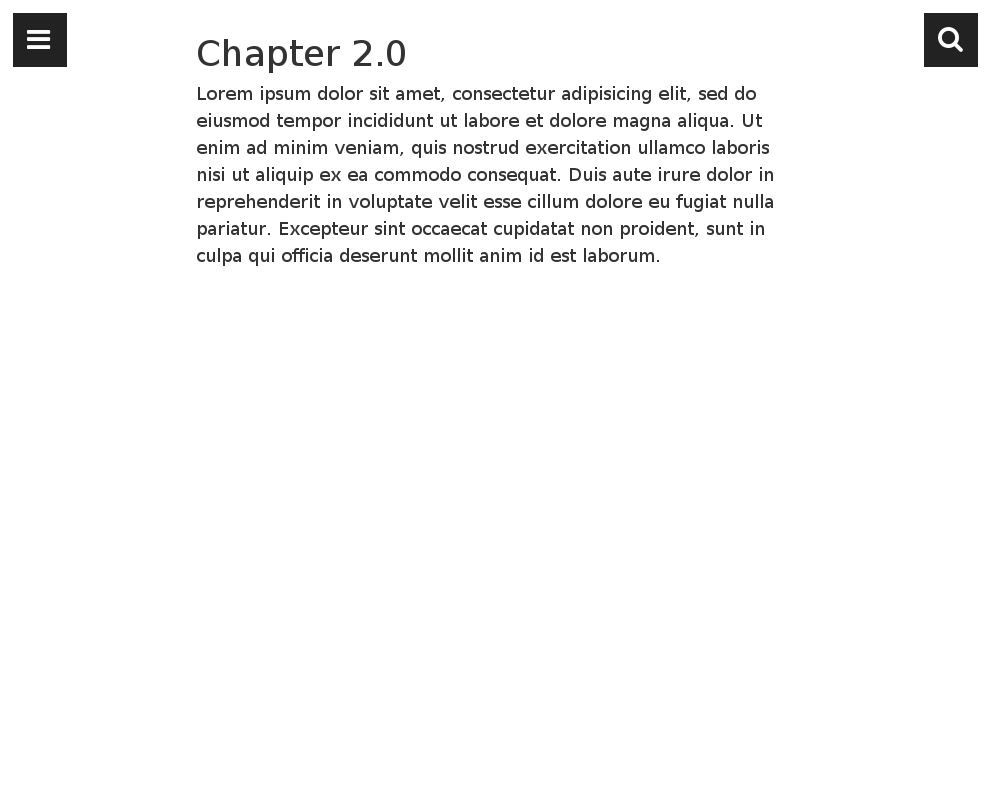 Chapter 2.0
Lorem ipsum dolor sit amet, consectetur adipisicing elit, sed do
eiusmod tempor incididunt ut labore et dolore magna aliqua. Ut
enim ad minim veniam, quis nostrud exercitation ullamco laboris
nisi ut aliquip ex ea commodo consequat. Duis aute irure dolor in
reprehenderit in voluptate velit esse cillum dolore eu fugiat nulla
pariatur. Excepteur sint occaecat cupidatat non proident, sunt in
culpa qui officia deserunt mollit anim id est laborum.